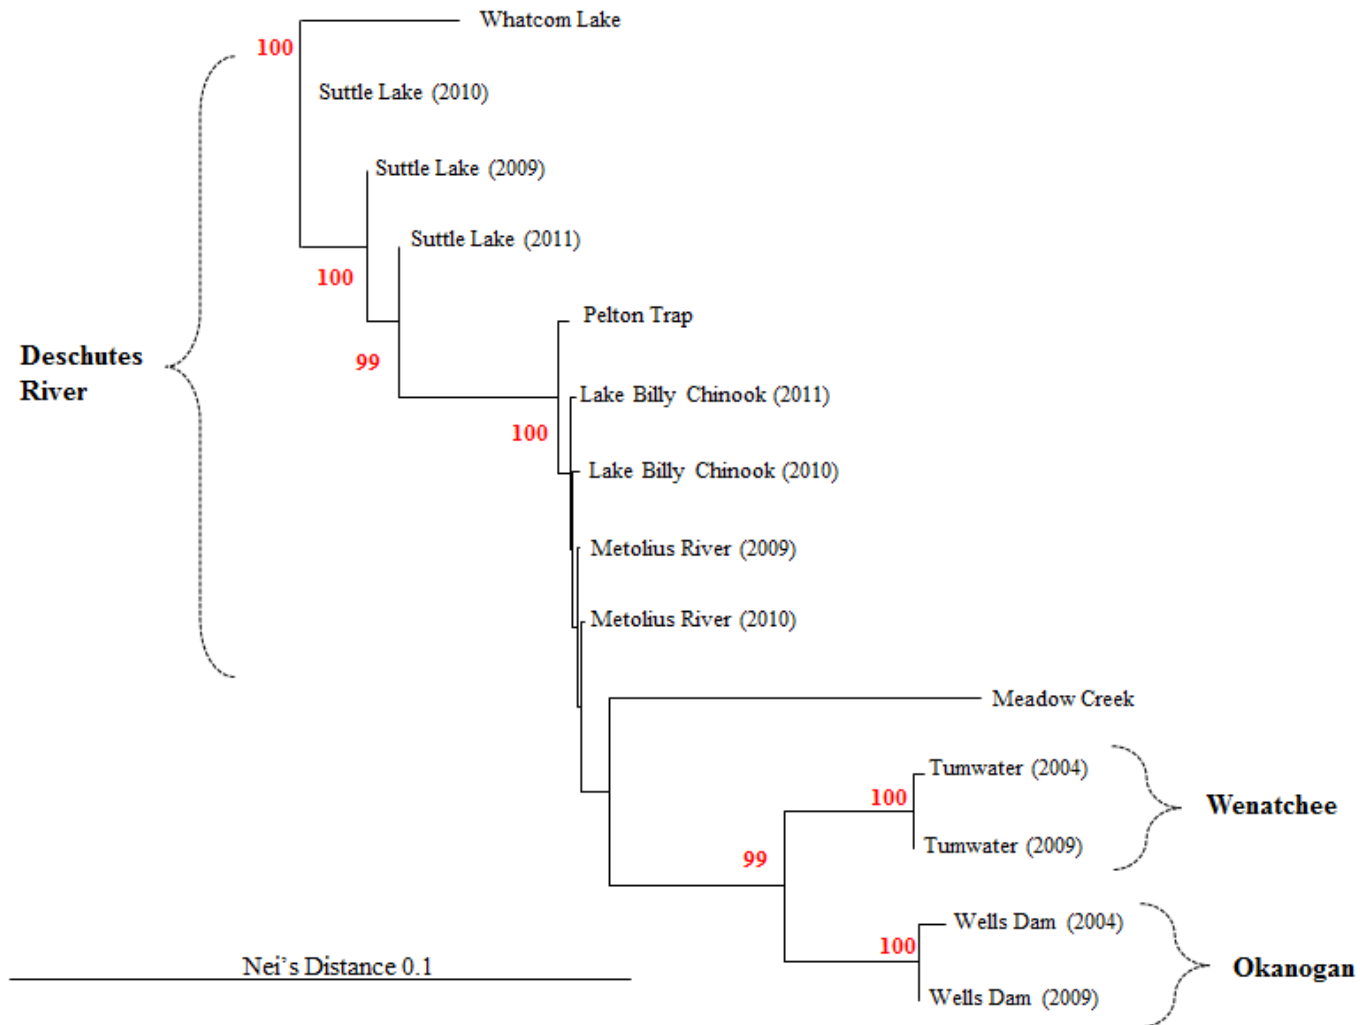 Whatcom Lake
100
Suttle Lake (2010)
Suttle Lake (2009)
Suttle Lake (2011)
100
Pelton Trap
Deschutes
River
99
Lake Billy Chinook (2011)
100
Lake Billy Chinook (2010)
Metolius River (2009)
Metolius River (2010)
Meadow Creek
Tumwater (2004)
100
Wenatchee
Tumwater (2009)
99
Wells Dam (2004)
100
Nei's Distance 0.1
Okanogan
Wells Dam (2009)